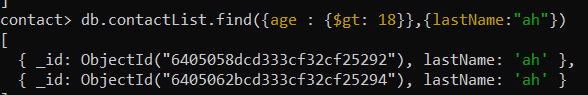 contact> db.contactList.find({age : {$gt: 18}},{lastName:"ah"})
[
  { _id: ObjectId("6405058dcd333cf32cf25292"), lastName: 'ah' },
  { _id: ObjectId("6405062bcd333cf32cf25294"), lastName: 'ah' }